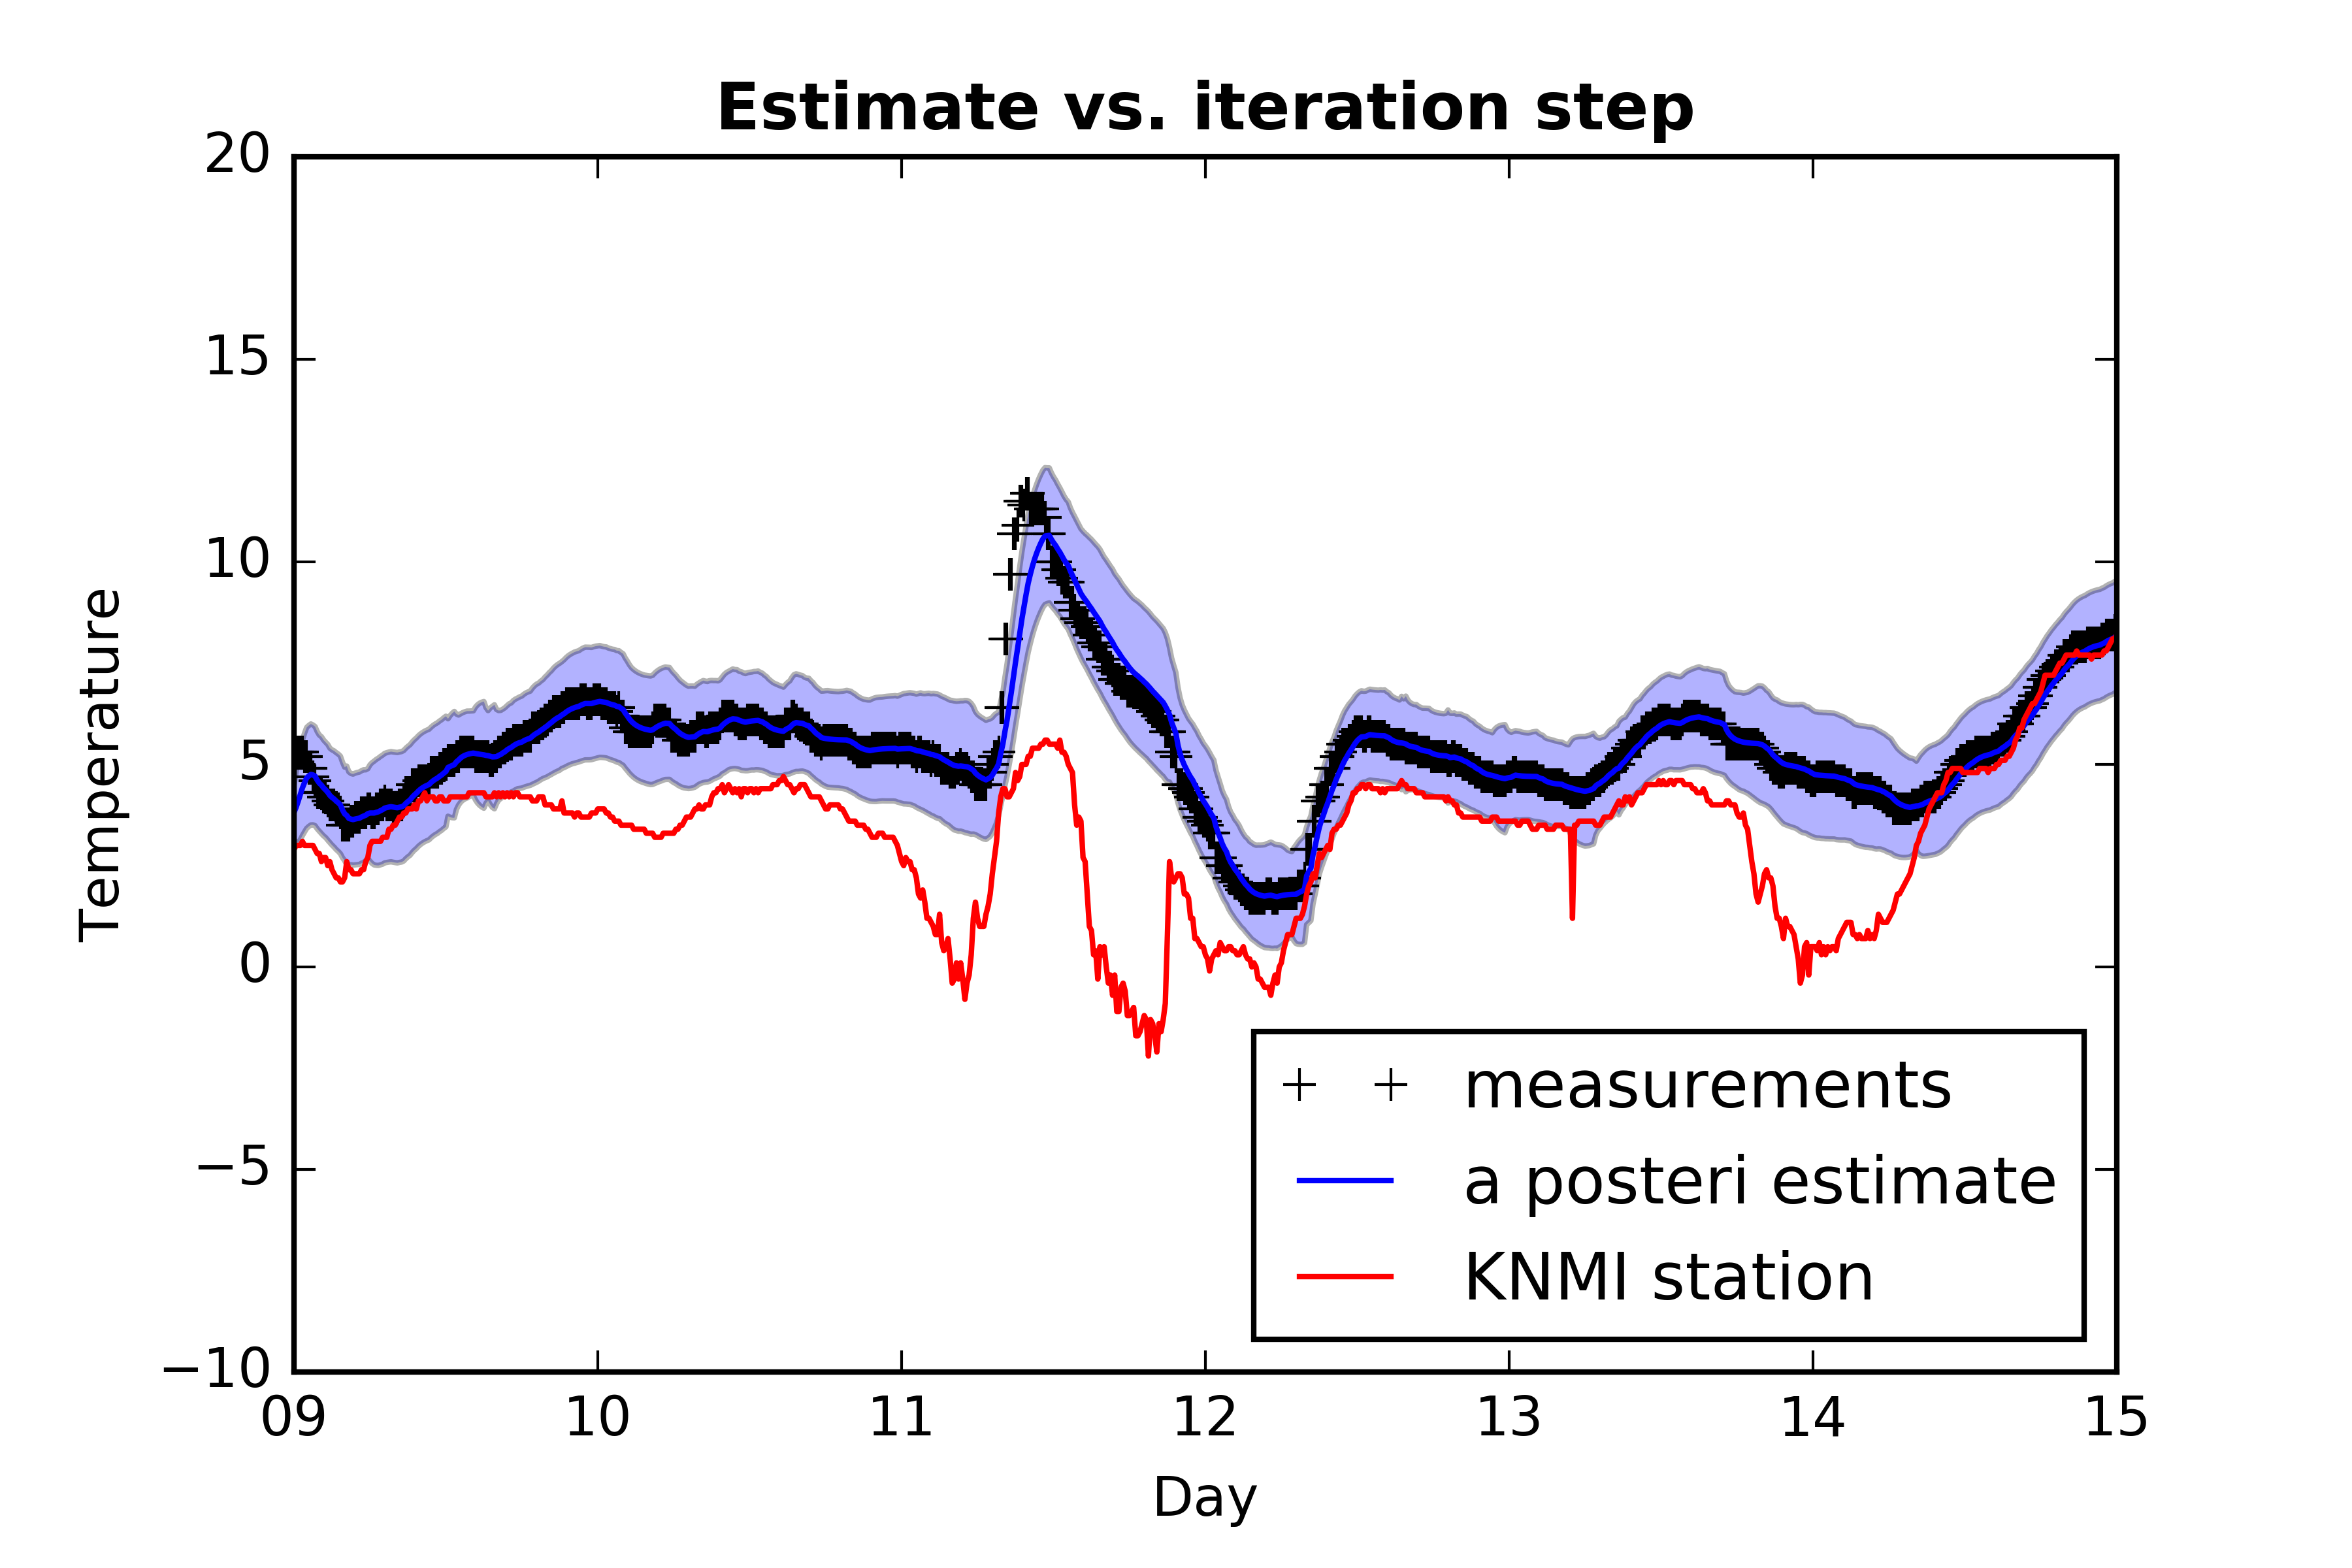 Estimate vs. iteration step
20
15
10
5
0
−5
−10
Temperature
measurements
a posteri estimate
KNMI station
09 10 11 12 13 14 15
Day